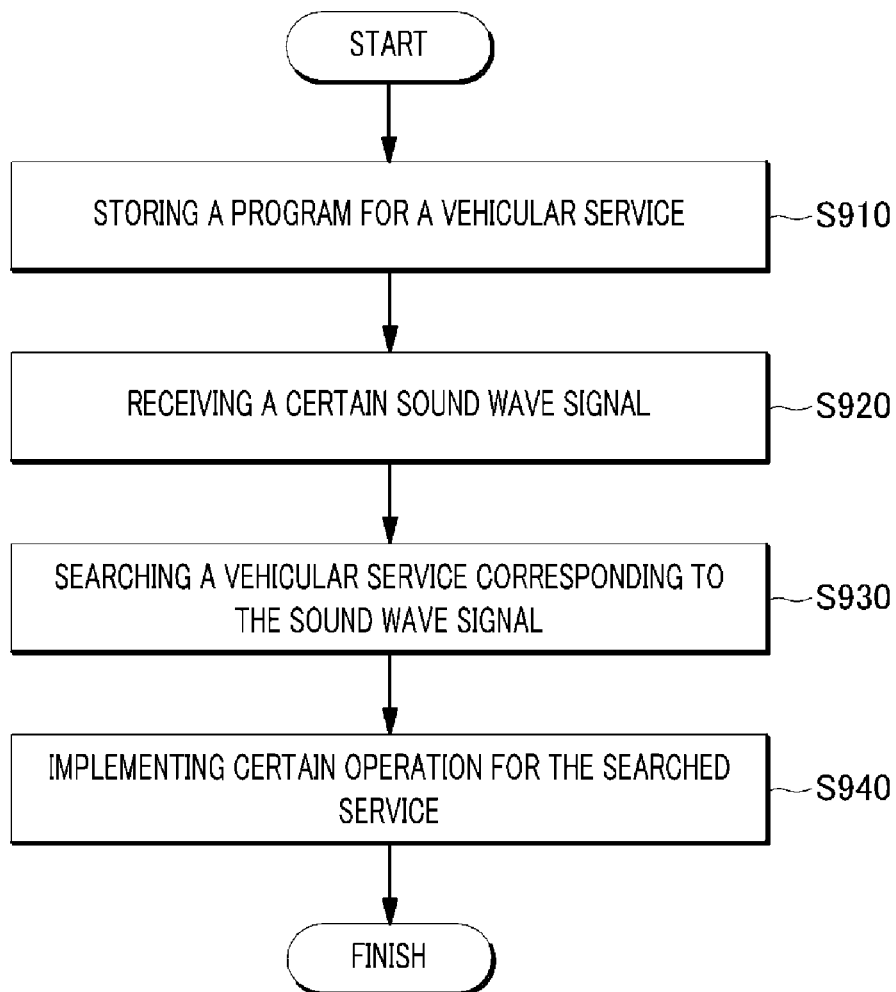 START
STORING A PROGRAM FOR A VEHICULAR SERVICE
S910
RECEIVING A CERTAIN SOUND WAVE SIGNAL
S920
SEARCHING A VEHICULAR SERVICE CORRESPONDING TO
THE SOUND WAVE SIGNAL
S930
IMPLEMENTING CERTAIN OPERATION FOR THE SEARCHED
SERVICE
S940
FINISH